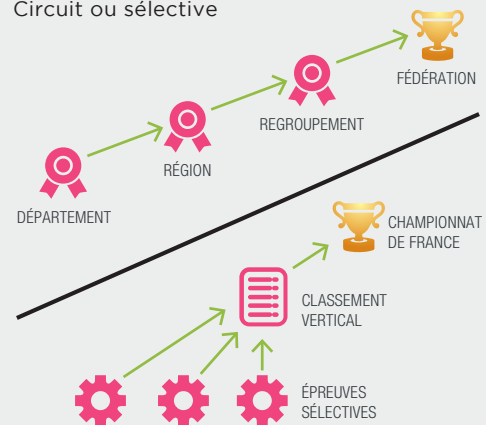 Circuit ou sélective
FÉDÉRATION
REGROUPEMENT
RÉGION
DÉPARTEMENT
CHAMPIONNAT
DE FRANCE
CLASSEMENT
VERTICAL
ÉPREUVES
SÉLECTIVES